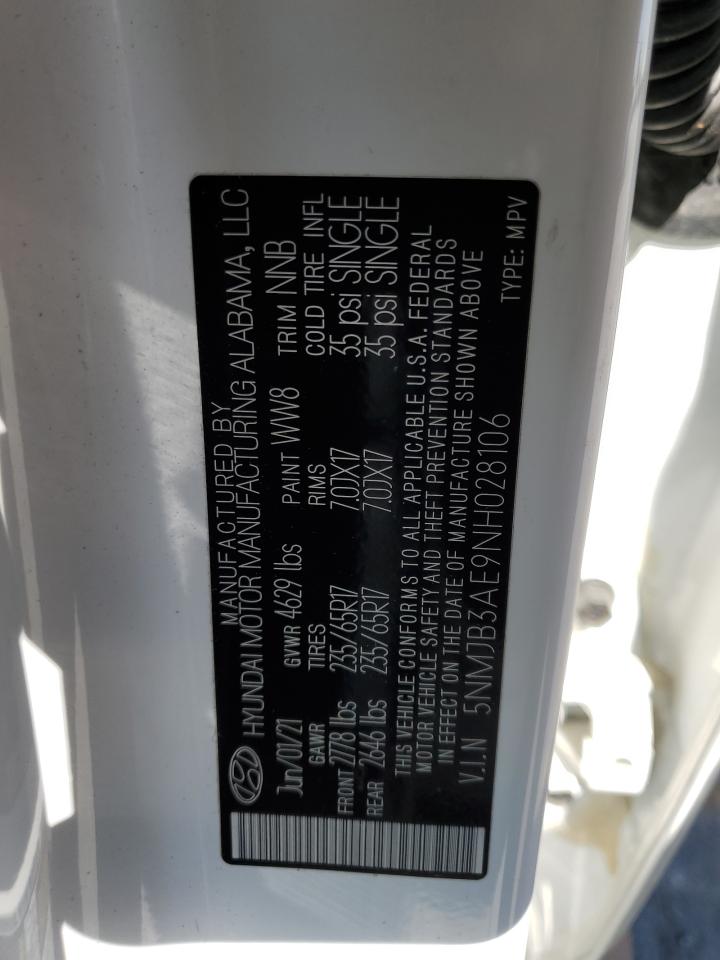 MANUFACTURED BY
HYUNDAI MOTOR MANUFACTURING ALABAMA, LLC
Jun/01/21 GVWR 4629 lbs PAINT WW8 TRIM NNB
GAWR TIRES RIMS COLD TIRE INFL
FRONT 2778 lbs 235/65R17 7.0JX17 35 psi SINGLE
REAR 2646 lbs 235/65R17 7.0JX17 35 psi SINGLE
THIS VEHICLE CONFORMS TO ALL APPLICABLE U.S.A. FEDERAL
MOTOR VEHICLE SAFETY AND THEFT PREVENTION STANDARDS
IN EFFECT ON THE DATE OF MANUFACTURE SHOWN ABOVE
V.I.N 5NMJB3AE9NH028106 TYPE: MPV